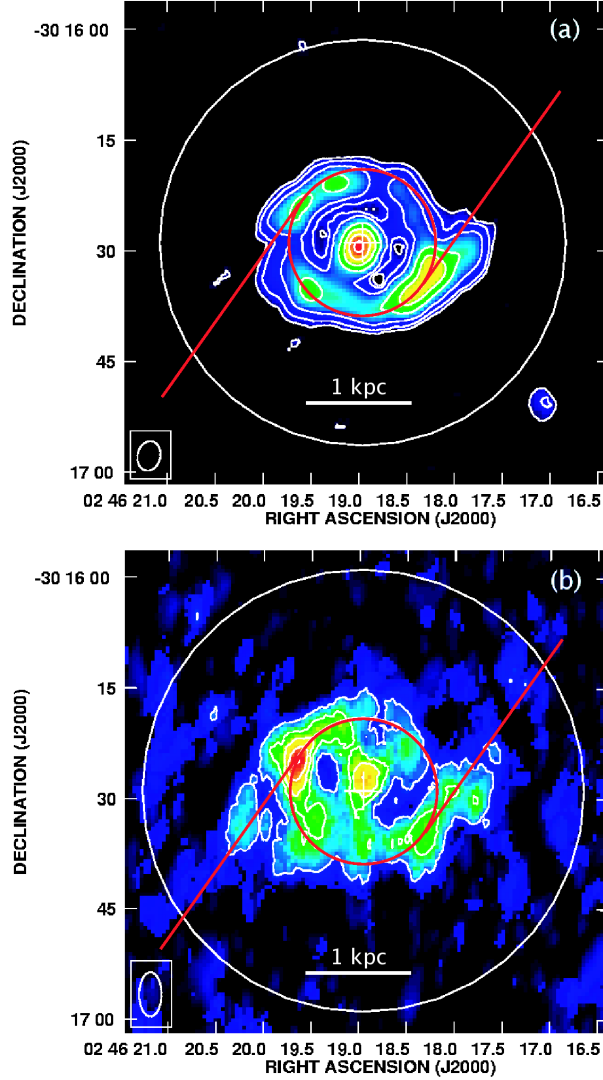 -30 16 00
(a)
15
DECLINATION (J2000)
30
45
1 kpc
17 00
02 46 21.0 20.5 20.0 19.5 19.0 18.5 18.0 17.5 17.0 16.5
RIGHT ASCENSION (J2000)
-30 16 00
(b)
15
DECLINATION (J2000)
30
45
1 kpc
17 00
02 46 21.0 20.5 20.0 19.5 19.0 18.5 18.0 17.5 17.0 16.5
RIGHT ASCENSION (J2000)